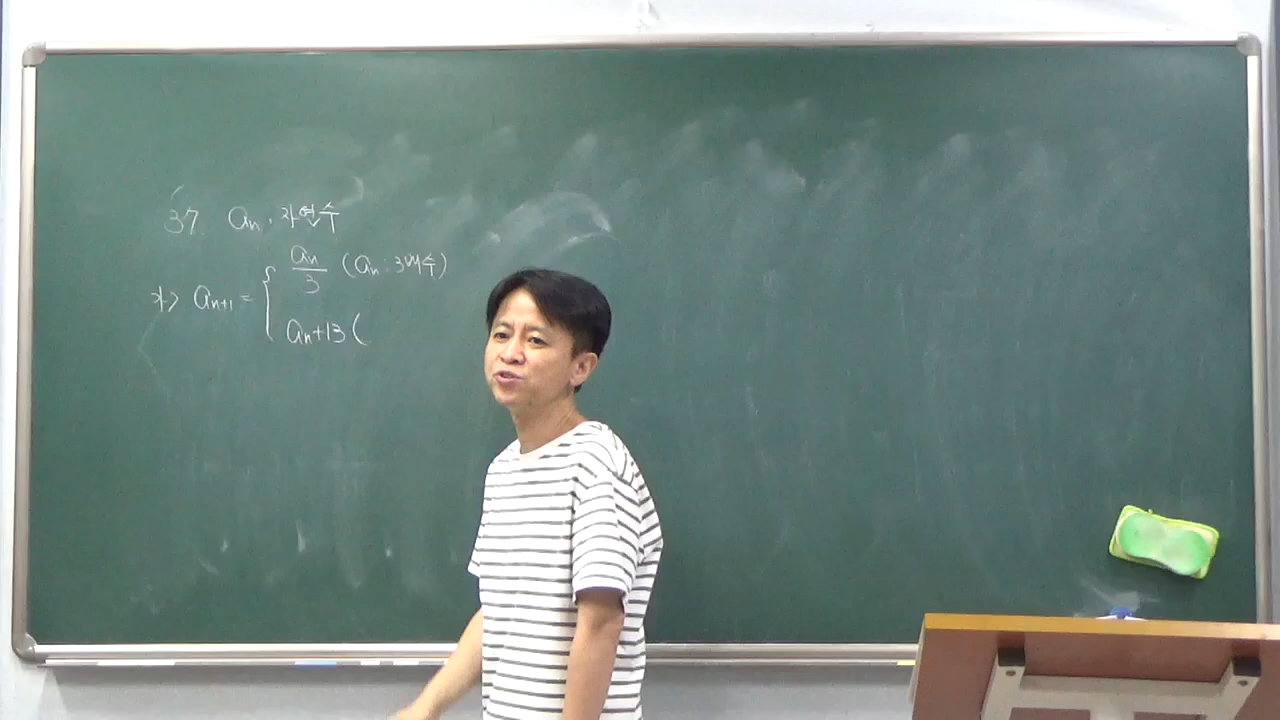 37. aₙ : 자연수
가> aₙ₊₁ = { aₙ/3 (aₙ : 3배수)
aₙ+13 (